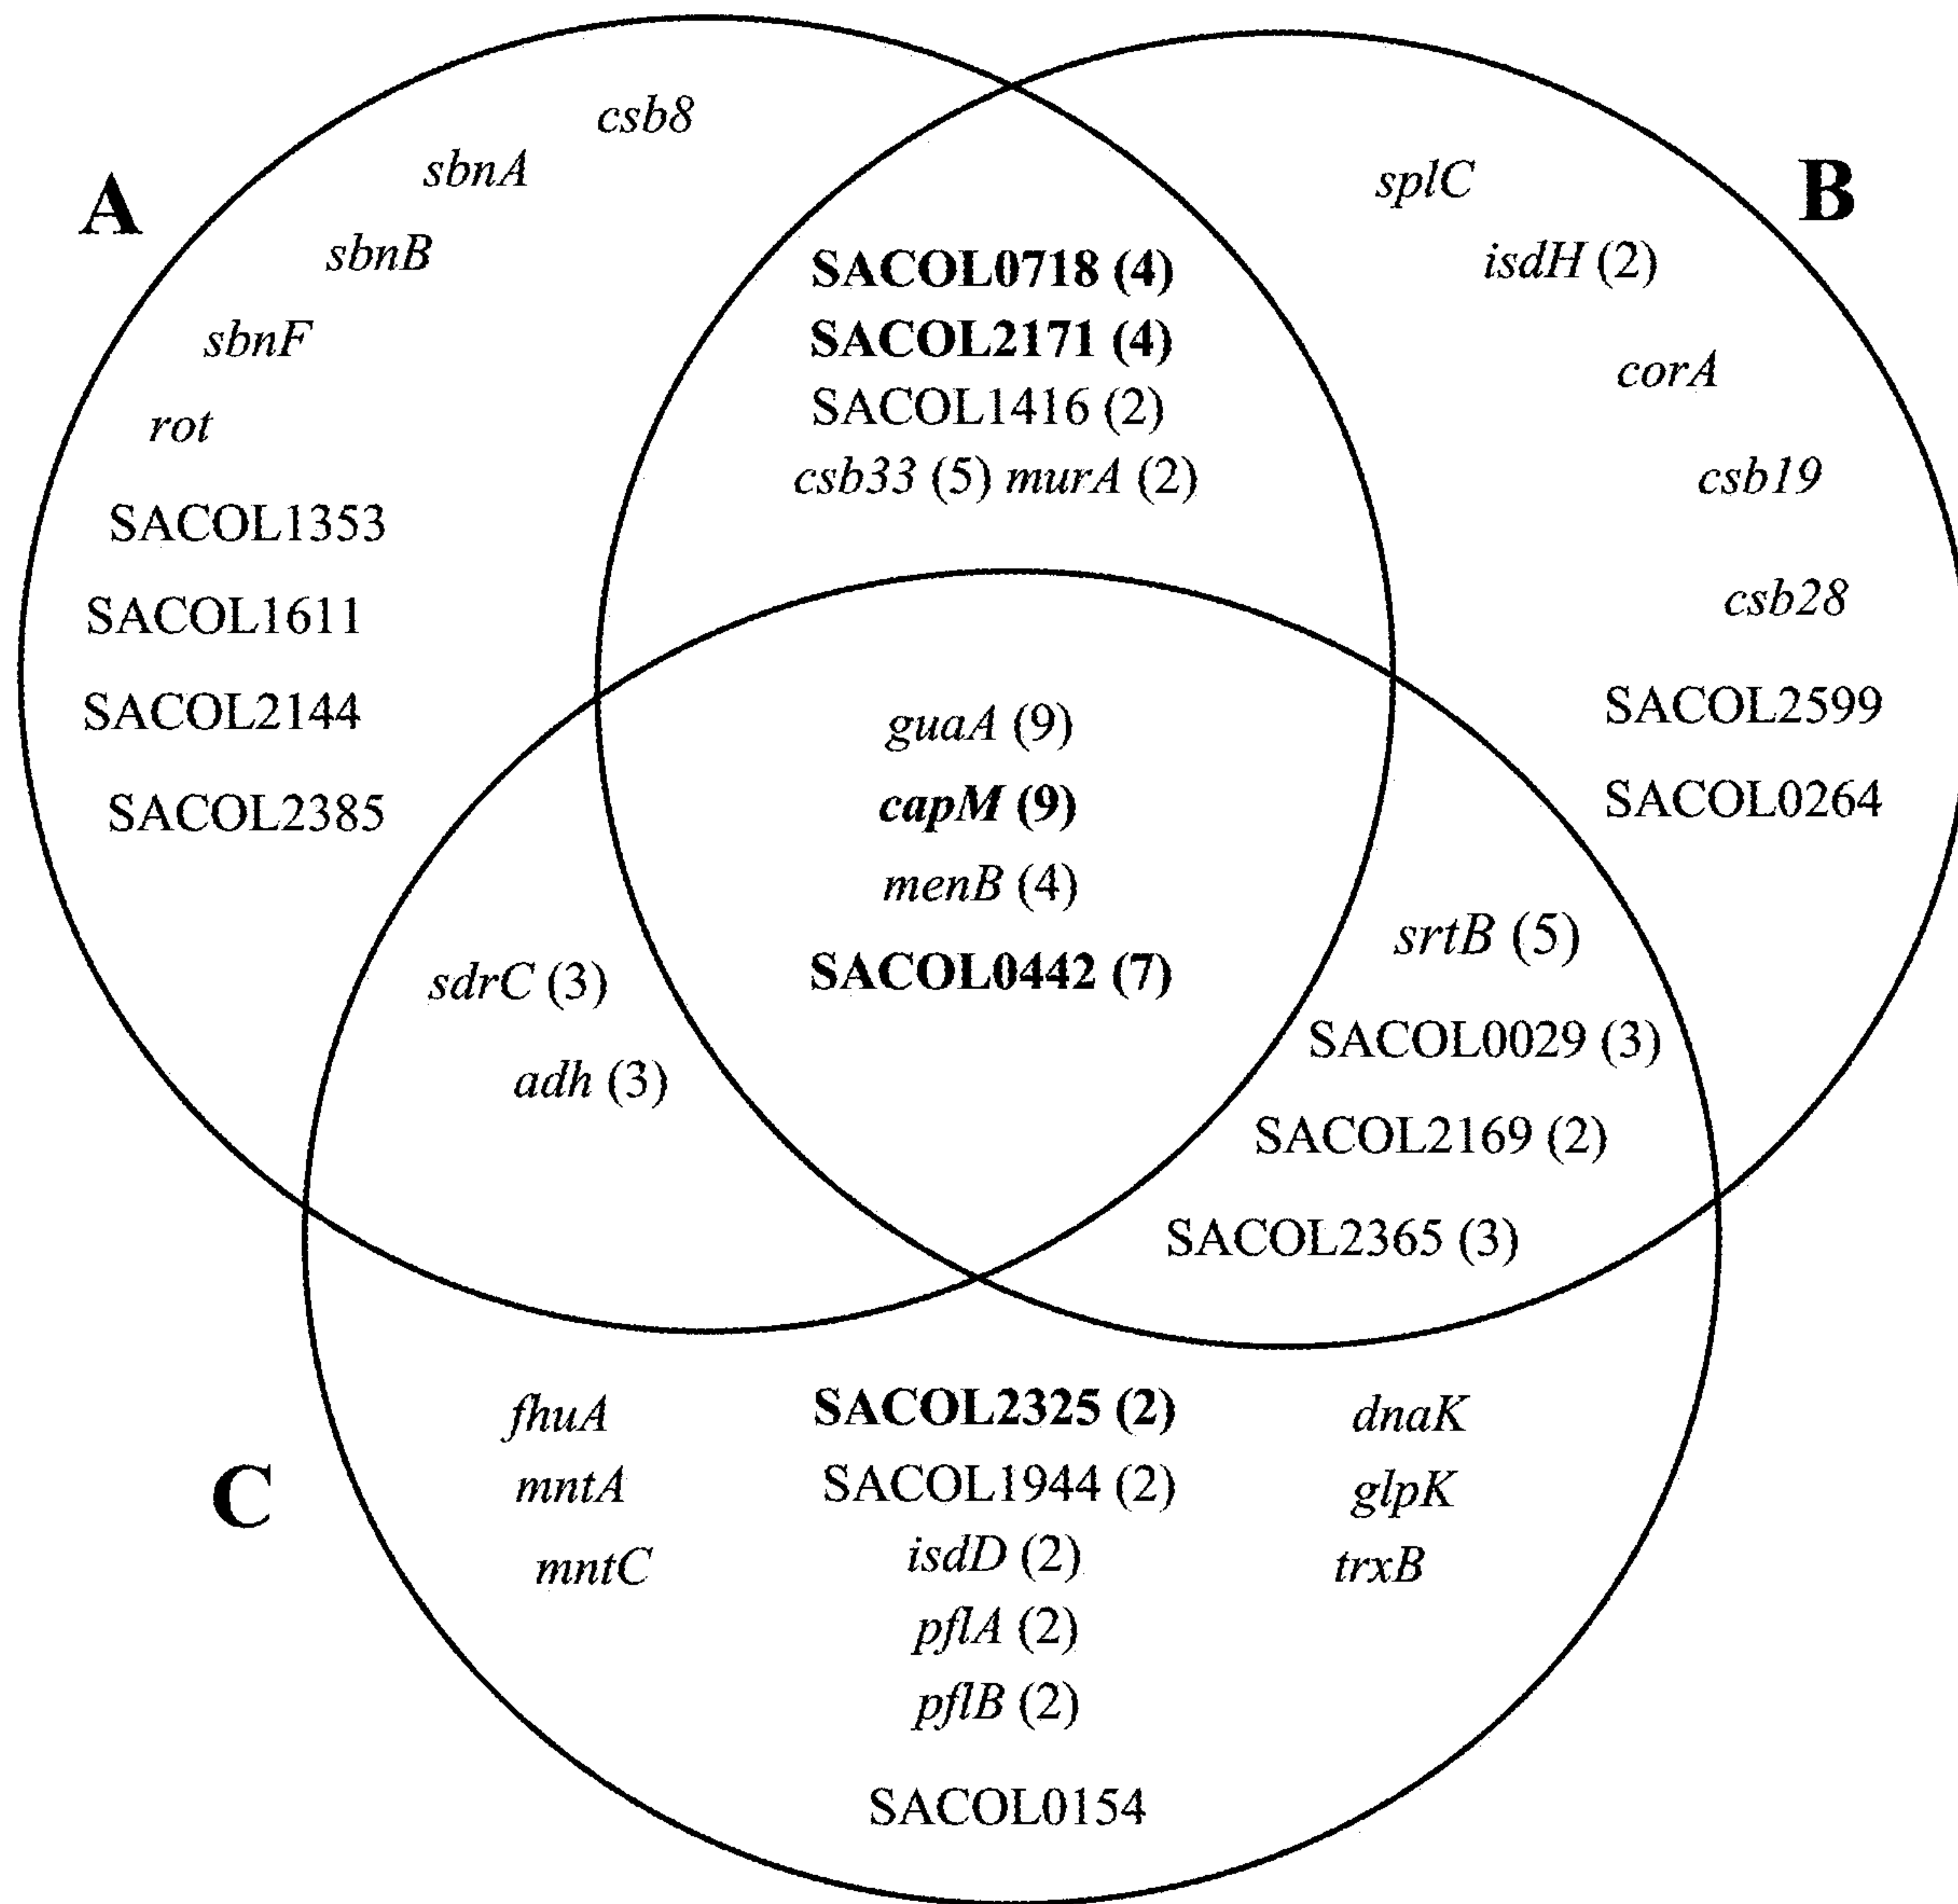 A
csb8
sbnA
sbnB
sbnF
rot
SACOL1353
SACOL1611
SACOL2144
SACOL2385
SACOL0718 (4)
SACOL2171 (4)
SACOL1416 (2)
csb33 (5) murA (2)
B
splC
isdH (2)
corA
csb19
csb28
SACOL2599
SACOL0264
guaA (9)
capM (9)
menB (4)
SACOL0442 (7)
sdrC (3)
adh (3)
srtB (5)
SACOL0029 (3)
SACOL2169 (2)
SACOL2365 (3)
C
fhuA
mntA
mntC
SACOL2325 (2)
SACOL1944 (2)
isdD (2)
pflA (2)
pflB (2)
SACOL0154
dnaK
glpK
trxB